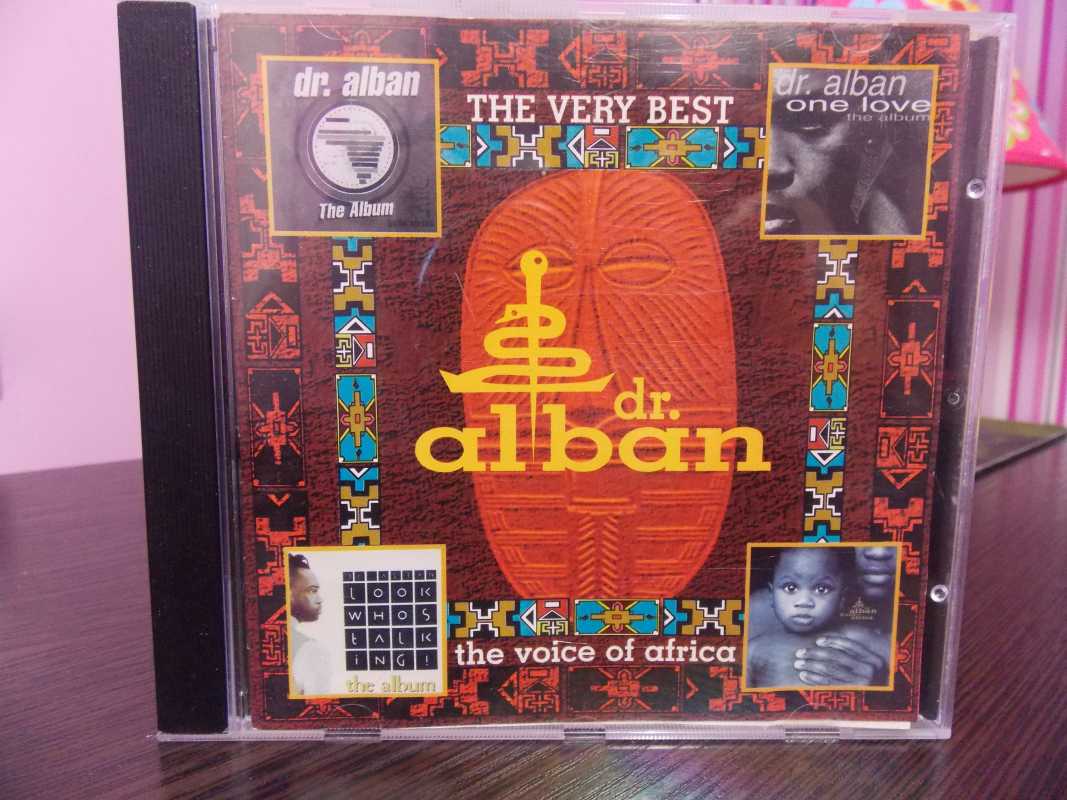 dr. alban
The Album
THE VERY BEST
dr. alban
one love
the album
dr.
alban
LOOK
WHOS
tALK
iNG!
the album
alban
the voice of africa